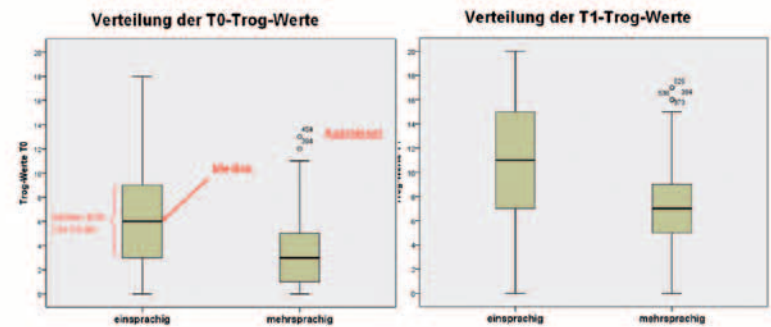 Verteilung der T0-Trog-Werte
Trog-Werte T0
20
18
16
14
12
10
8
6
4
2
0
Median
einsprachig
mehrsprachig
Verteilung der T1-Trog-Werte
20
18
16
14
12
10
8
6
4
2
0
einsprachig
mehrsprachig